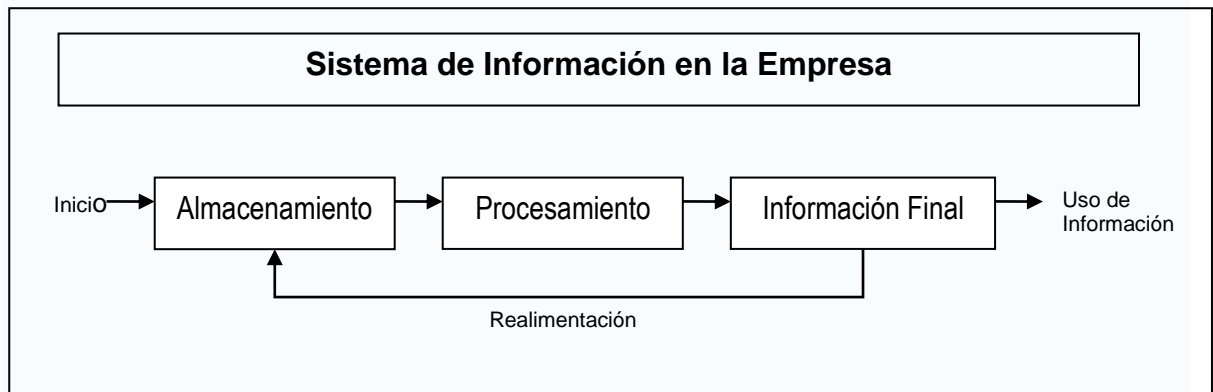 Sistema de Información en la Empresa
Inicio
Almacenamiento
Procesamiento
Información Final
Uso de
Información
Realimentación